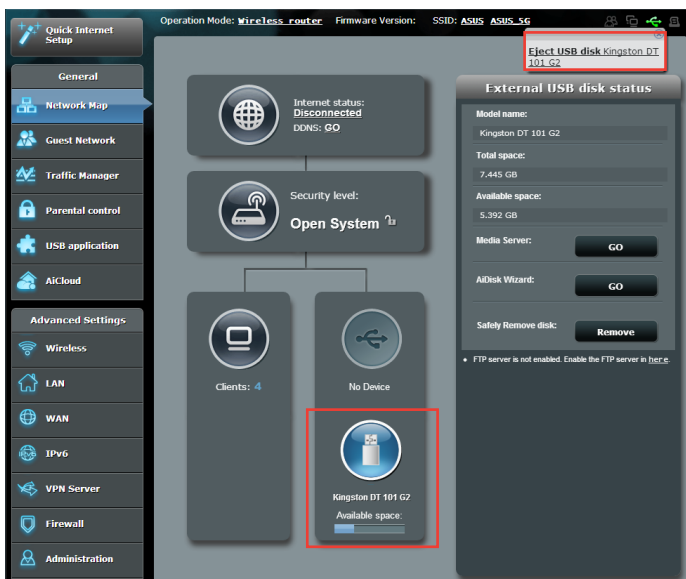 Quick Internet
Setup
Operation Mode: Wireless router Firmware Version: SSID: ASUS ASUS_5G
Eject USB disk Kingston DT
101 G2
General
Network Map
Guest Network
Traffic Manager
Parental control
USB application
AiCloud
Advanced Settings
Wireless
LAN
WAN
IPv6
VPN Server
Firewall
Administration
Internet status:
Disconnected
DDNS: GO
Security level:
Open System
Clients: 4
No Device
Kingston DT 101 G2
Available space:
External USB disk status
Model name:
Kingston DT 101 G2
Total space:
7.445 GB
Available space:
5.392 GB
Media Server: GO
AiDisk Wizard: GO
Safely Remove disk: Remove
• FTP server is not enabled. Enable the FTP server in here.